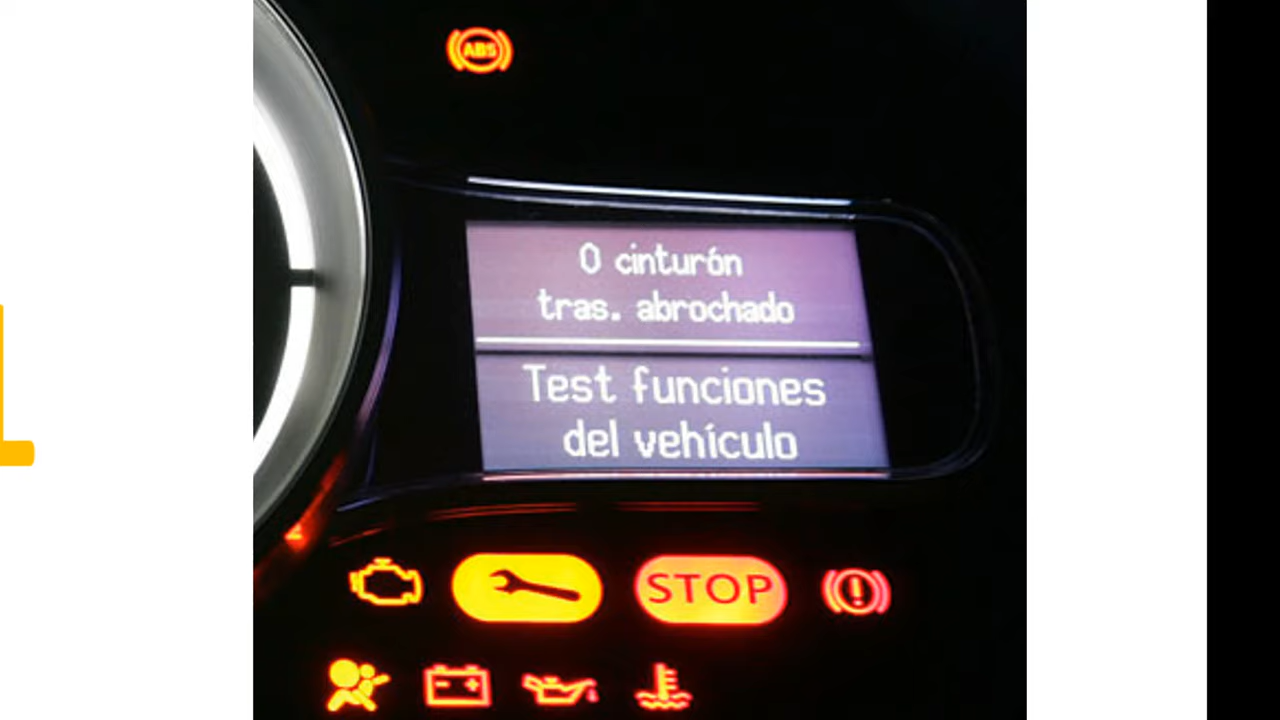 ABS
0 cinturón
tras. abrochado
Test funciones
del vehículo
STOP